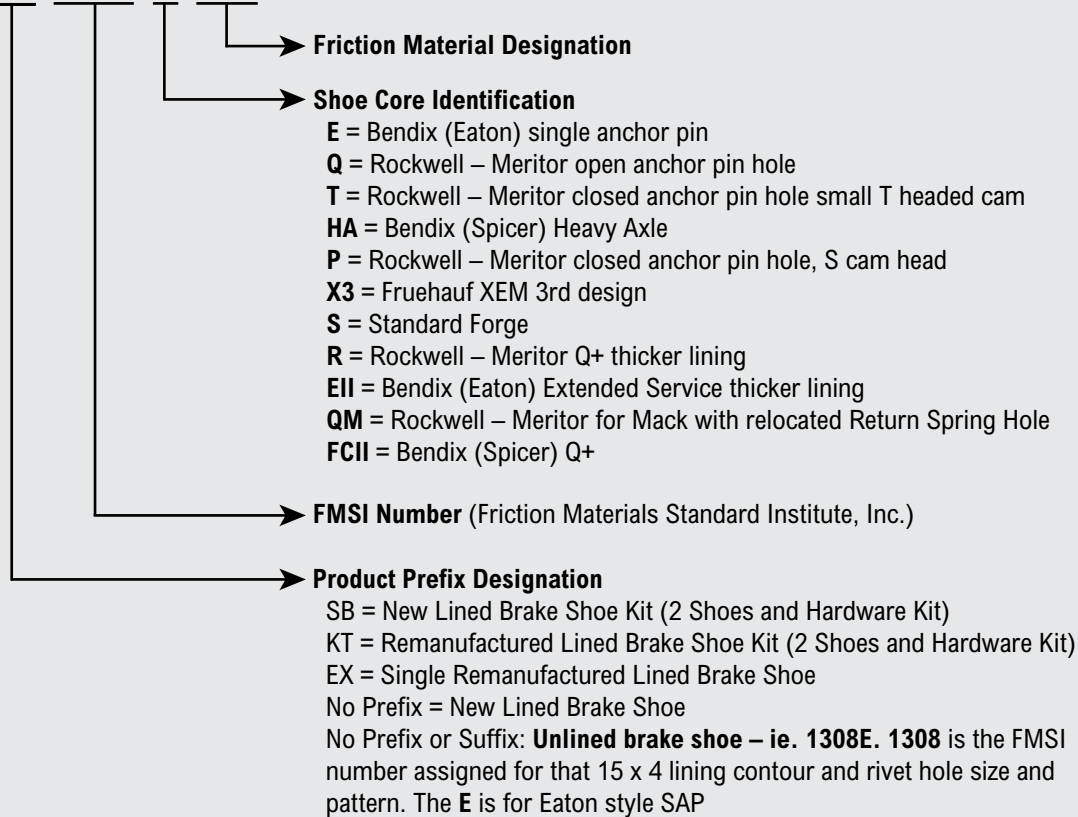 Friction Material Designation
Shoe Core Identification
E = Bendix (Eaton) single anchor pin
Q = Rockwell – Meritor open anchor pin hole
T = Rockwell – Meritor closed anchor pin hole small T headed cam
HA = Bendix (Spicer) Heavy Axle
P = Rockwell – Meritor closed anchor pin hole, S cam head
X3 = Fruehauf XEM 3rd design
S = Standard Forge
R = Rockwell – Meritor Q+ thicker lining
EII = Bendix (Eaton) Extended Service thicker lining
QM = Rockwell – Meritor for Mack with relocated Return Spring Hole
FCII = Bendix (Spicer) Q+
FMSI Number (Friction Materials Standard Institute, Inc.)
Product Prefix Designation
SB = New Lined Brake Shoe Kit (2 Shoes and Hardware Kit)
KT = Remanufactured Lined Brake Shoe Kit (2 Shoes and Hardware Kit)
EX = Single Remanufactured Lined Brake Shoe
No Prefix = New Lined Brake Shoe
No Prefix or Suffix: Unlined brake shoe – ie. 1308E. 1308 is the FMSI
number assigned for that 15 x 4 lining contour and rivet hole size and
pattern. The E is for Eaton style SAP